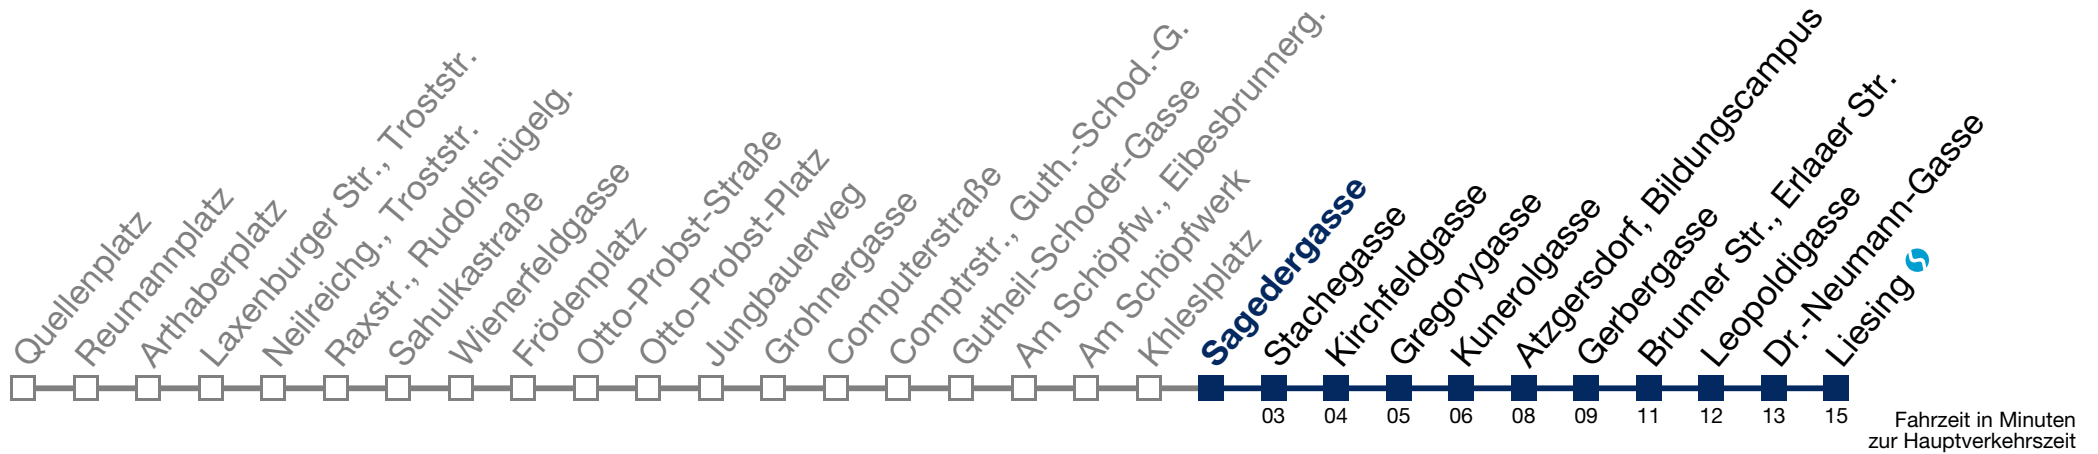 Quellenplatz
Reumannplatz
Arthaberplatz
Laxenburger Str., Troststr.
Neilreichg., Troststr.
Raxstr., Rudolfshügelg.
Sahulkastraße
Wienerfeldgasse
Frödenplatz
Otto-Probst-Straße
Otto-Probst-Platz
Jungbauerweg
Grohnergasse
Computerstraße
Comptrstr., Guth.-Schod.-G.
Gutheil-Schoder-Gasse
Am Schöpfw., Eibesbrunnerg.
Am Schöpfwerk
Khleslplatz
Sagedergasse
Stachegasse
Kirchfeldgasse
Gregorygasse
Kunerolgasse
Atzgersdorf, Bildungscampus
Gerbergasse
Brunner Str., Erlaaer Str.
Leopoldigasse
Dr.-Neumann-Gasse
Liesing
03 04 05 06 08 09 11 12 13 15
Fahrzeit in Minuten
zur Hauptverkehrszeit